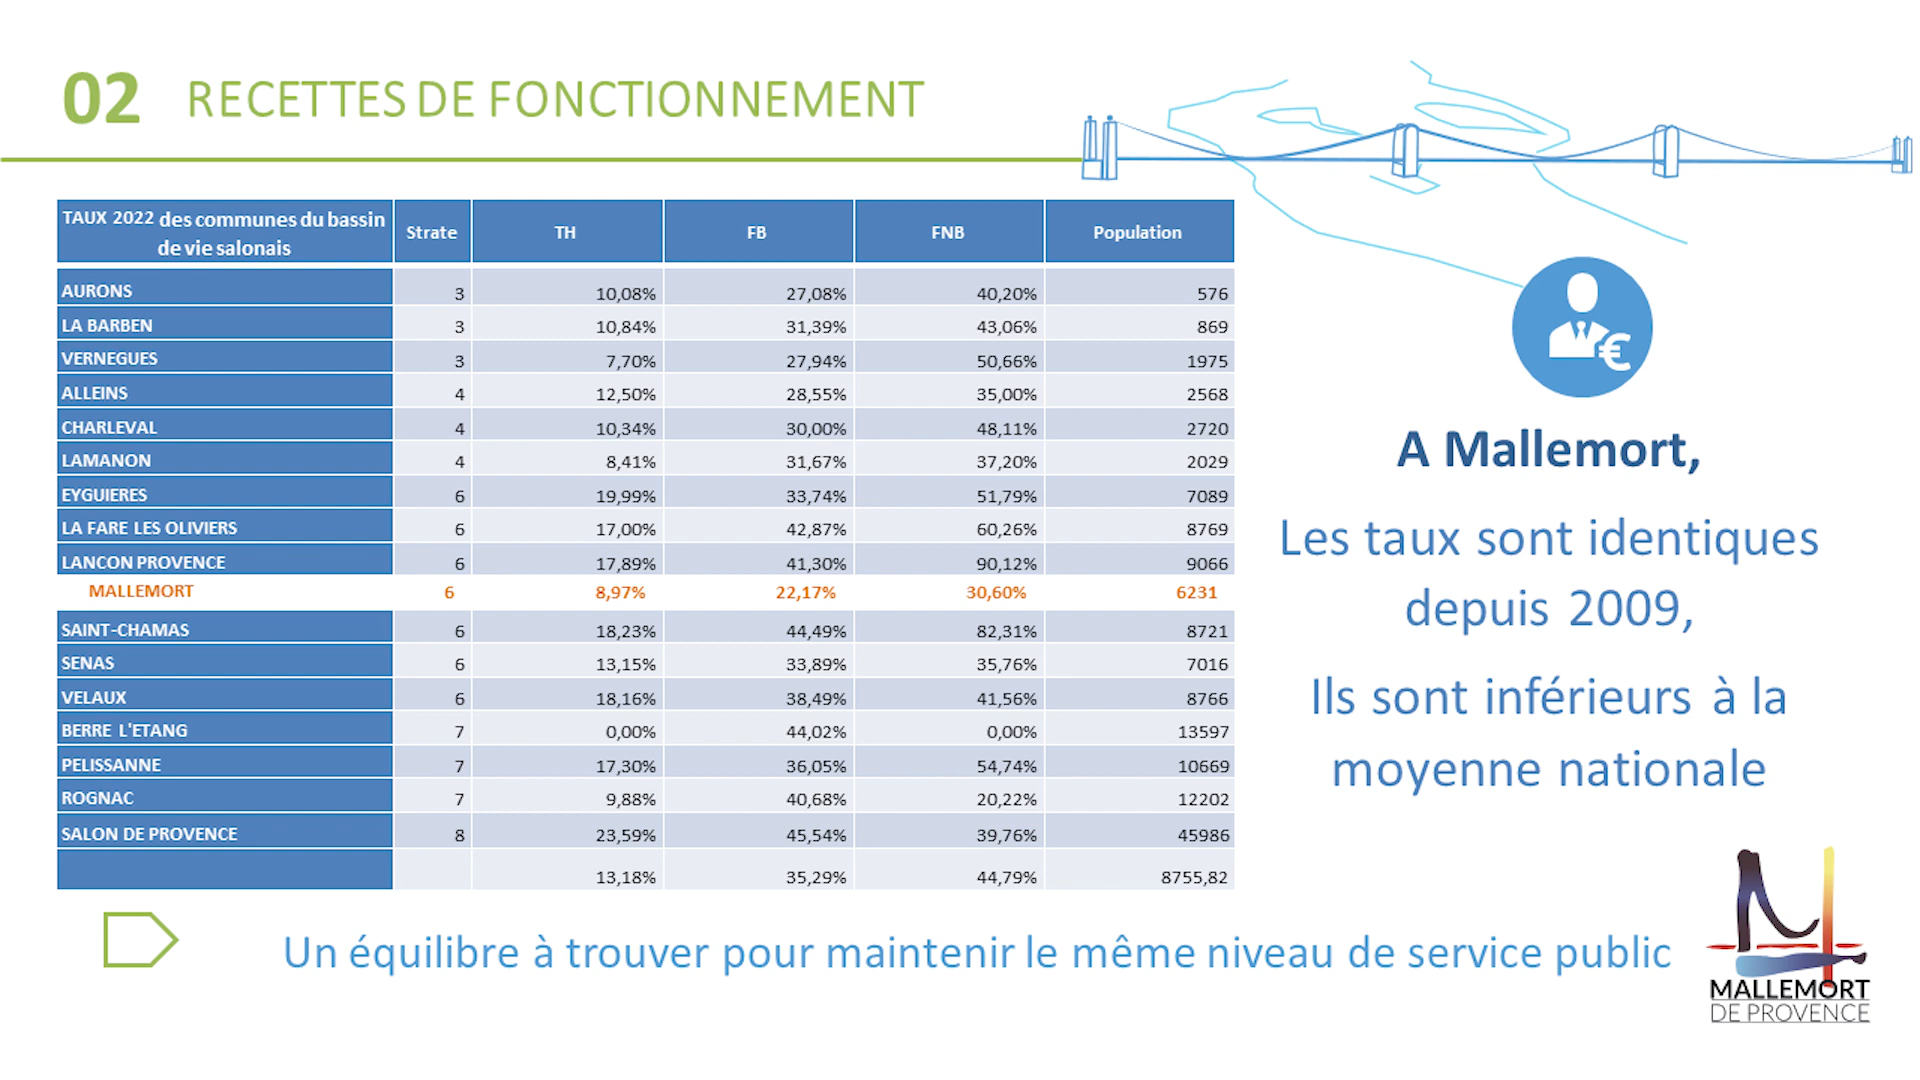 02 RECETTES DE FONCTIONNEMENT
TAUX 2022 des communes du bassin
de vie salonais
Strate TH FB FNB Population
AURONS 3 10,08% 27,08% 40,20% 576
LA BARBEN 3 10,84% 31,39% 43,06% 869
VERNEGUES 3 7,70% 27,94% 50,66% 1975
ALLEINS 4 12,50% 28,55% 35,00% 2568
CHARLEVAL 4 10,34% 30,00% 48,11% 2720
LAMANON 4 8,41% 31,67% 37,20% 2029
EYGUIERES 6 19,99% 33,74% 51,79% 7089
LA FARE LES OLIVIERS 6 17,00% 42,87% 60,26% 8769
LANCON PROVENCE 6 17,89% 41,30% 90,12% 9066
MALLEMORT 6 8,97% 22,17% 30,60% 6231
SAINT-CHAMAS 6 18,23% 44,49% 82,31% 8721
SENAS 6 13,15% 33,89% 35,76% 7016
VELAUX 6 18,16% 38,49% 41,56% 8766
BERRE L'ETANG 7 0,00% 44,02% 0,00% 13597
PELISSANNE 7 17,30% 36,05% 54,74% 10669
ROGNAC 7 9,88% 40,68% 20,22% 12202
SALON DE PROVENCE 8 23,59% 45,54% 39,76% 45986
13,18% 35,29% 44,79% 8755,82
€
A Mallemort,
Les taux sont identiques
depuis 2009,
Ils sont inférieurs à la
moyenne nationale
Un équilibre à trouver pour maintenir le même niveau de service public
MALLEMORT
DE PROVENCE